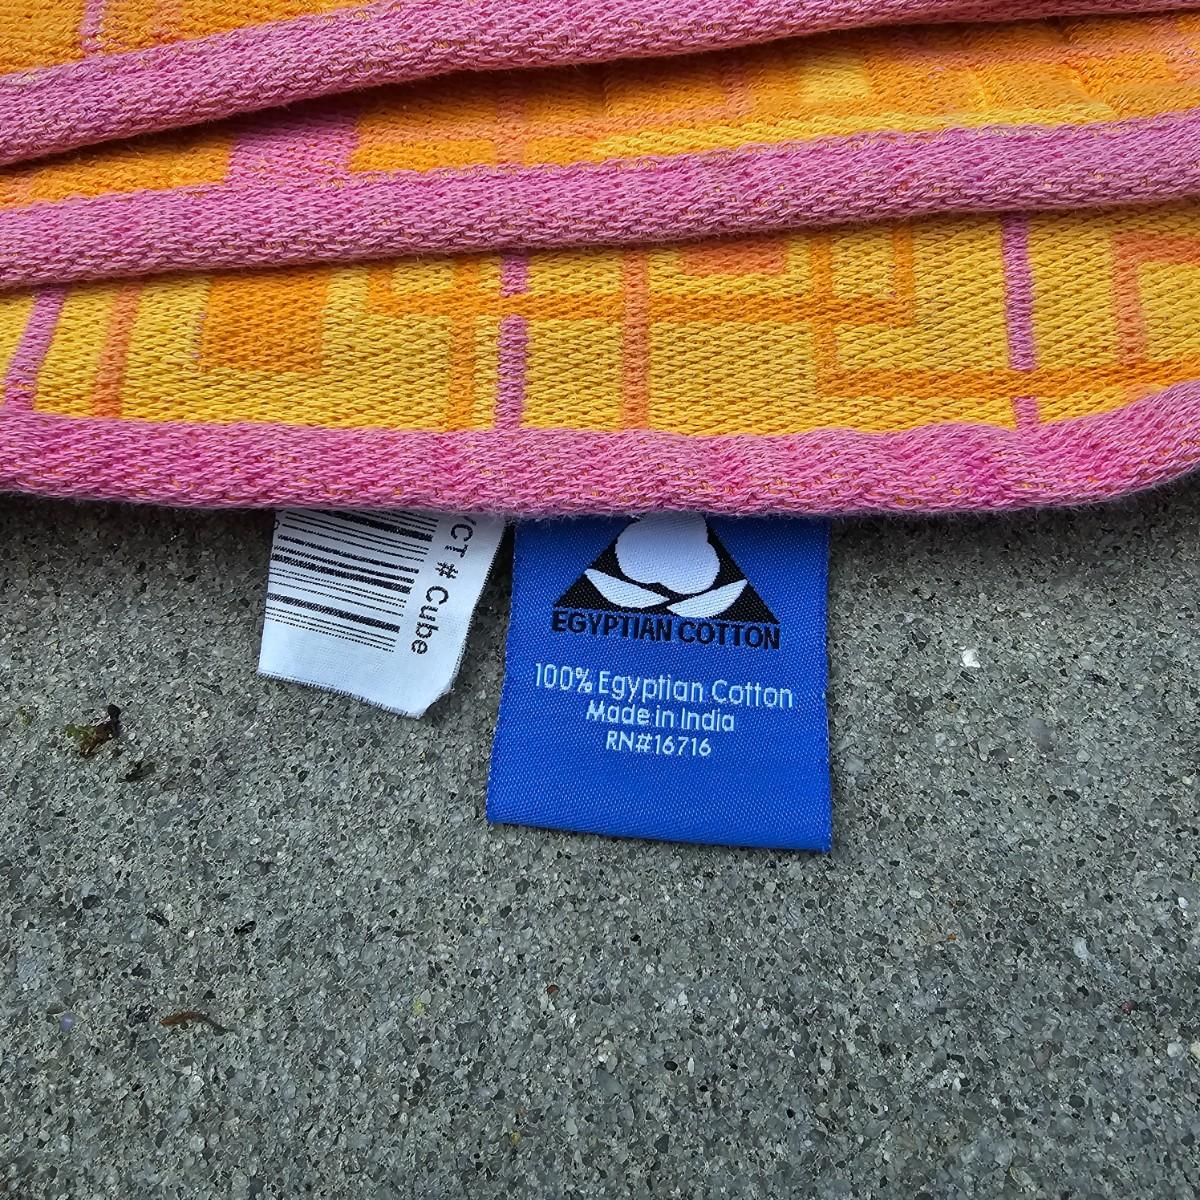 CT # Cube
EGYPTIAN COTTON
100% Egyptian Cotton
Made in India
RN#16716